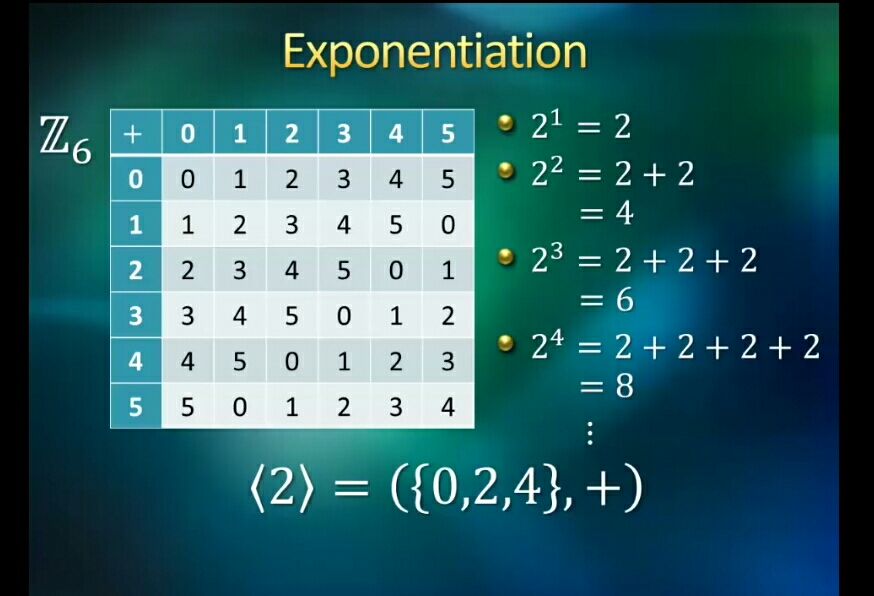 Exponentiation
ℤ₆
+ 0 1 2 3 4 5
0 0 1 2 3 4 5
1 1 2 3 4 5 0
2 2 3 4 5 0 1
3 3 4 5 0 1 2
4 4 5 0 1 2 3
5 5 0 1 2 3 4
2¹ = 2
2² = 2 + 2
= 4
2³ = 2 + 2 + 2
= 6
2⁴ = 2 + 2 + 2 + 2
= 8
⋮
⟨2⟩ = ({0,2,4}, +)